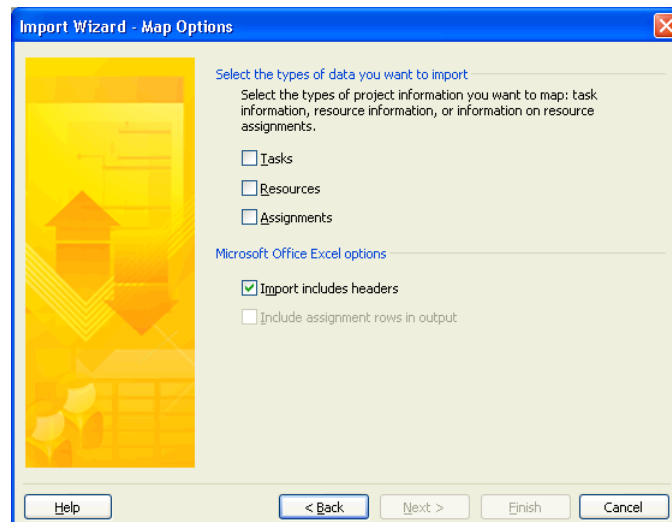 Import Wizard - Map Options
Select the types of data you want to import
Select the types of project information you want to map: task
information, resource information, or information on resource
assignments.
Tasks
Resources
Assignments
Microsoft Office Excel options
Import includes headers
Include assignment rows in output
Help
< Back
Next >
Finish
Cancel